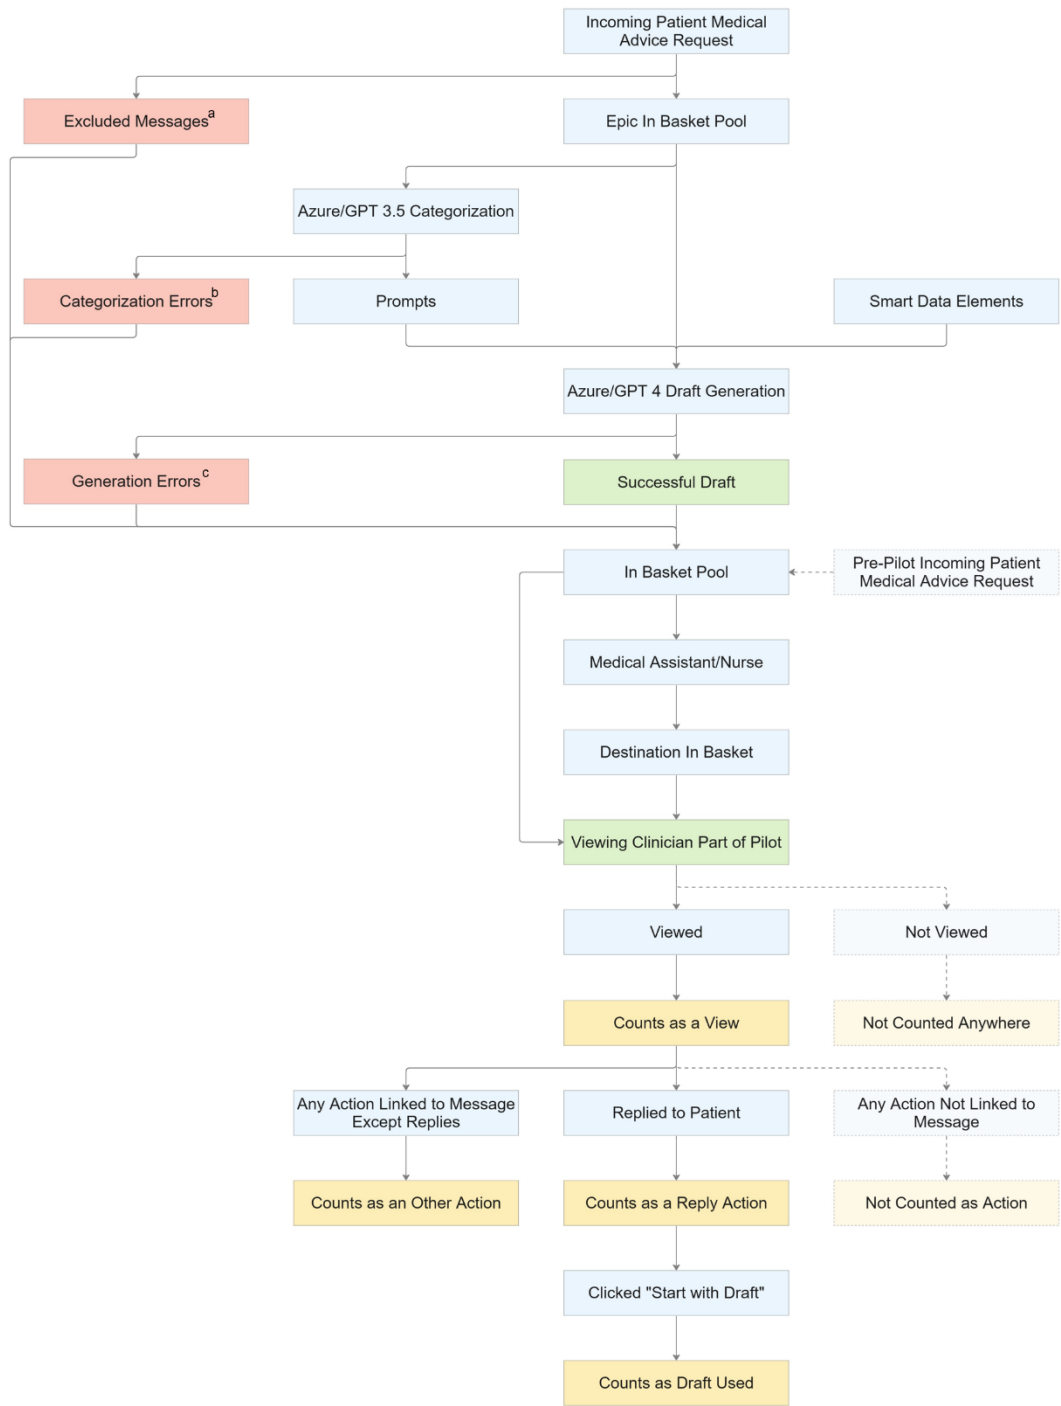 Incoming Patient Medical
Advice Request
Excluded Messages a
Epic In Basket Pool
Azure/GPT 3.5 Categorization
Categorization Errors b
Prompts
Smart Data Elements
Azure/GPT 4 Draft Generation
Generation Errors c
Successful Draft
In Basket Pool
Pre-Pilot Incoming Patient
Medical Advice Request
Medical Assistant/Nurse
Destination In Basket
Viewing Clinician Part of Pilot
Viewed
Not Viewed
Counts as a View
Not Counted Anywhere
Any Action Linked to Message
Except Replies
Replied to Patient
Any Action Not Linked to
Message
Counts as an Other Action
Counts as a Reply Action
Not Counted as Action
Clicked "Start with Draft"
Counts as Draft Used